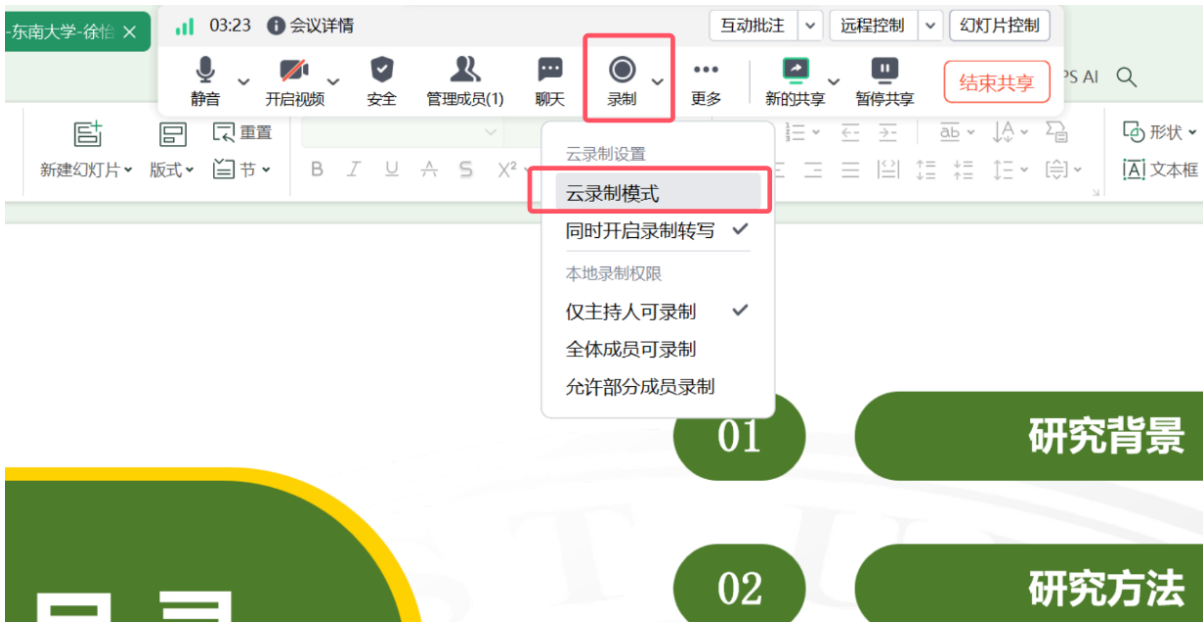 -东南大学-徐怡
03:23 会议详情
互动批注 远程控制 幻灯片控制
静音 开启视频 安全 管理成员(1) 聊天 录制 更多 新的共享 暂停共享 结束共享
PS AI
重置
形状
新建幻灯片 版式 节
B I U A S X²
文本框
云录制设置
云录制模式
同时开启录制转写
本地录制权限
仅主持人可录制
全体成员可录制
允许部分成员录制
01 研究背景
02 研究方法